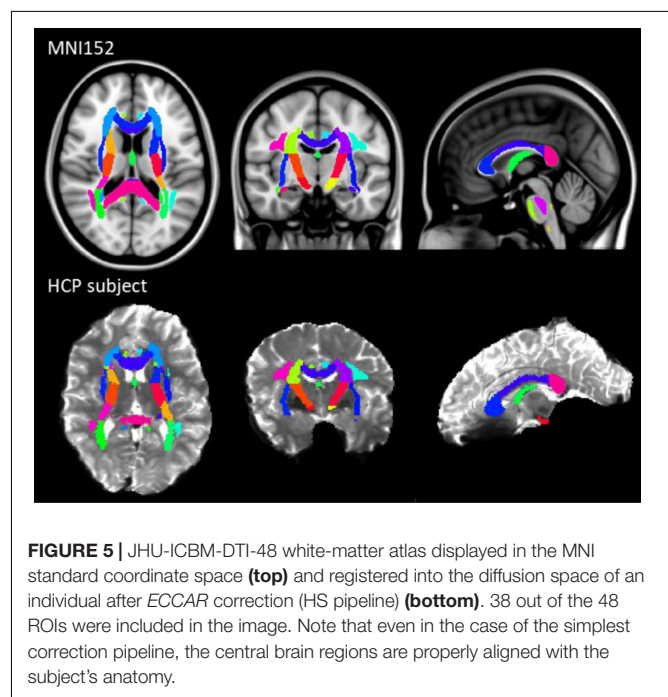 MNI152
HCP subject
FIGURE 5 | JHU-ICBM-DTI-48 white-matter atlas displayed in the MNI
standard coordinate space (top) and registered into the diffusion space of an
individual after ECCAR correction (HS pipeline) (bottom). 38 out of the 48
ROIs were included in the image. Note that even in the case of the simplest
correction pipeline, the central brain regions are properly aligned with the
subject's anatomy.